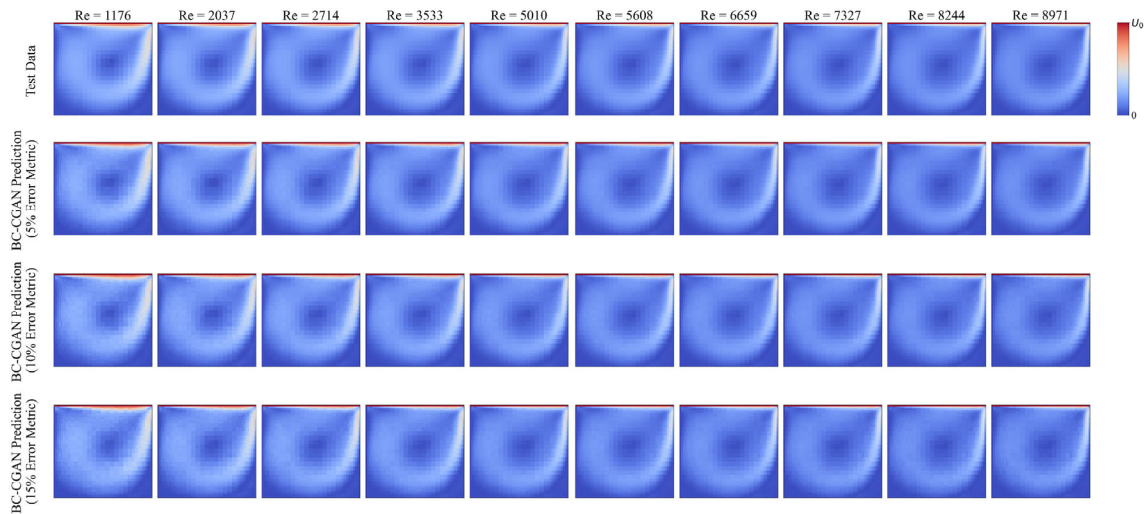 Re = 1176 Re = 2037 Re = 2714 Re = 3533 Re = 5010 Re = 5608 Re = 6659 Re = 7327 Re = 8244 Re = 8971
U₀
0
Test Data
BC-CGAN Prediction
(5% Error Metric)
BC-CGAN Prediction
(10% Error Metric)
BC-CGAN Prediction
(15% Error Metric)